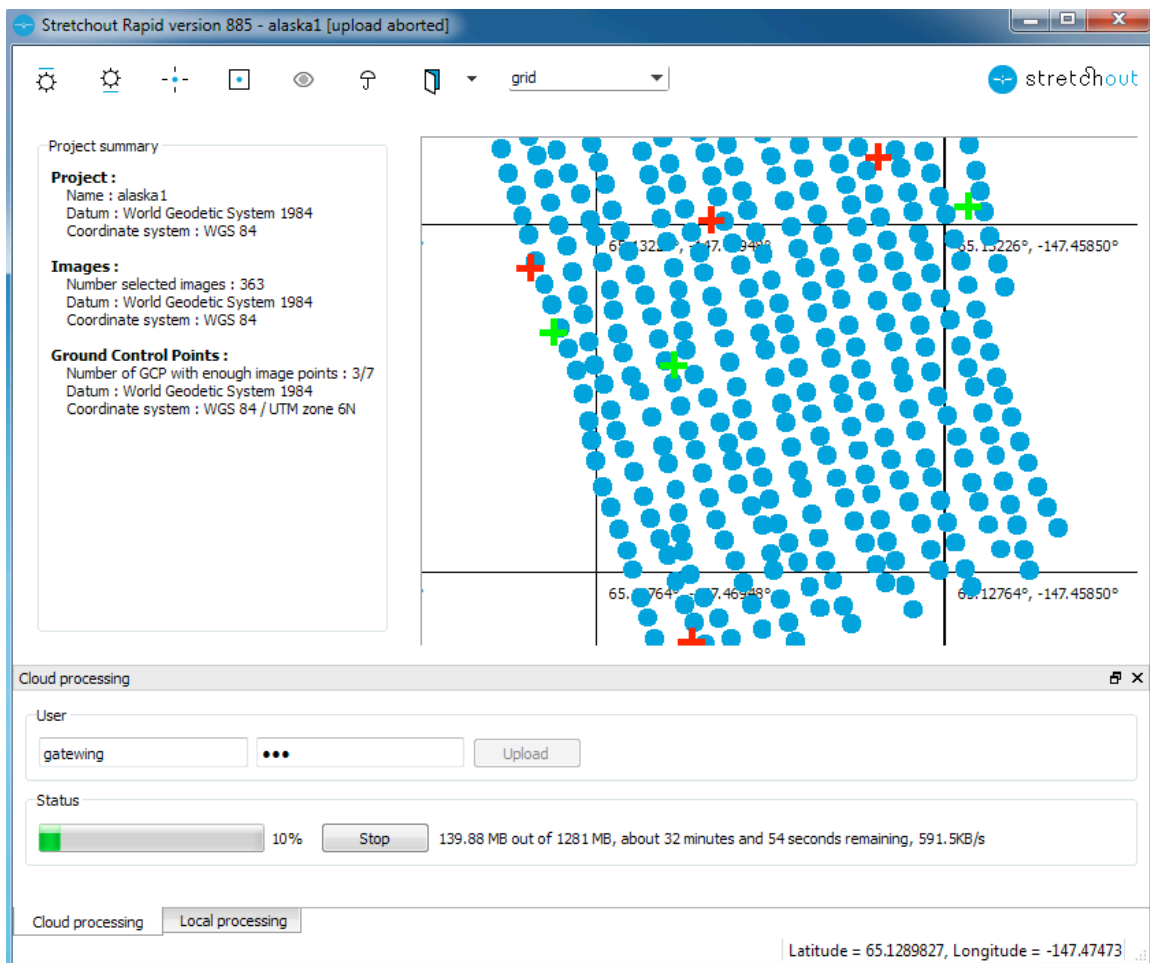 Stretchout Rapid version 885 - alaska1 [upload aborted]
grid
stretchout
Project summary
Project :
Name : alaska1
Datum : World Geodetic System 1984
Coordinate system : WGS 84
Images :
Number selected images : 363
Datum : World Geodetic System 1984
Coordinate system : WGS 84
Ground Control Points :
Number of GCP with enough image points : 3/7
Datum : World Geodetic System 1984
Coordinate system : WGS 84 / UTM zone 6N
65.13226°, -147.45850°
65.12764°, -147.45850°
Cloud processing
User
gatewing
●●●
Upload
Status
10%
Stop
139.88 MB out of 1281 MB, about 32 minutes and 54 seconds remaining, 591.5KB/s
Cloud processing
Local processing
Latitude = 65.1289827, Longitude = -147.47473